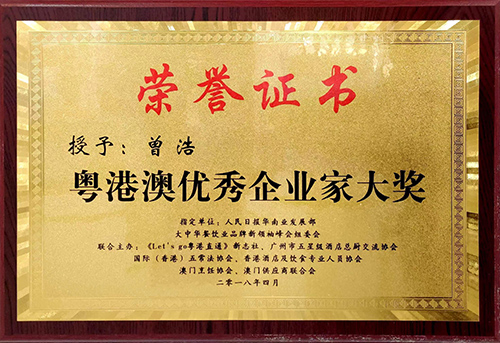 荣誉证书
授予：曾浩
粤港澳优秀企业家大奖
指定单位：人民日报华南业发展部
大中华餐饮业品牌新领袖峰会组委会
联合主办：《Let's go粤港直通》新志社、广州市五星级酒店总厨交流协会
国际（香港）五常法协会、香港酒店及饮食专业人员协会
澳门烹饪协会、澳门供应商联合会
二零一八年四月